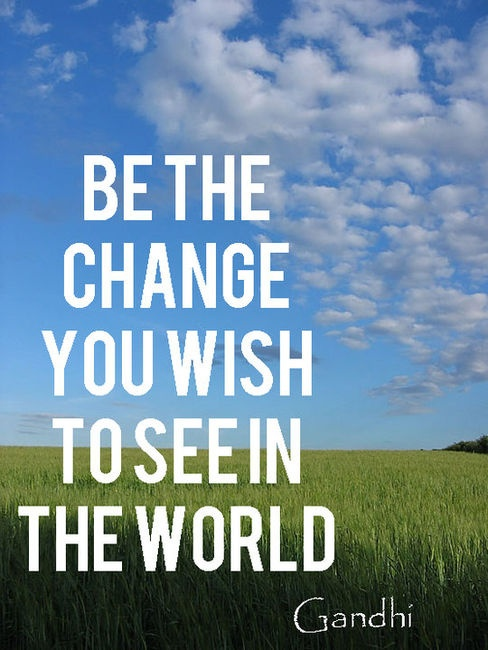 BE THE
CHANGE
YOU WISH
TO SEE IN
THE WORLD
Gandhi